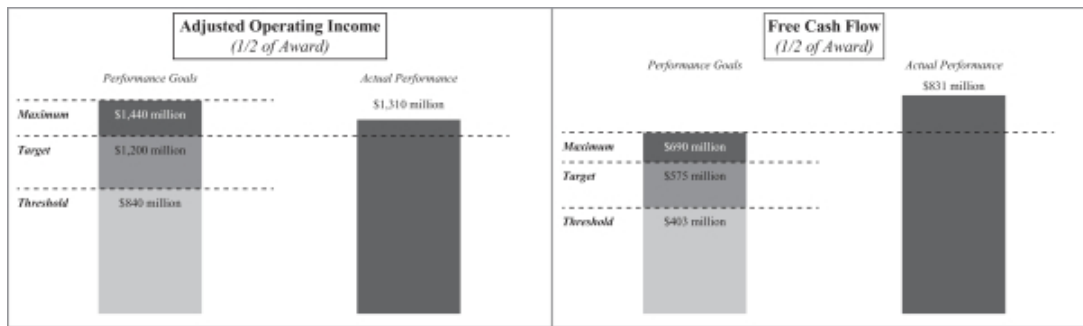 Adjusted Operating Income
(1/2 of Award)
Performance Goals
Actual Performance
$1,310 million
Maximum
$1,440 million
Target
$1,200 million
Threshold
$840 million
Free Cash Flow
(1/2 of Award)
Performance Goals
Actual Performance
$831 million
Maximum
$690 million
Target
$575 million
Threshold
$403 million